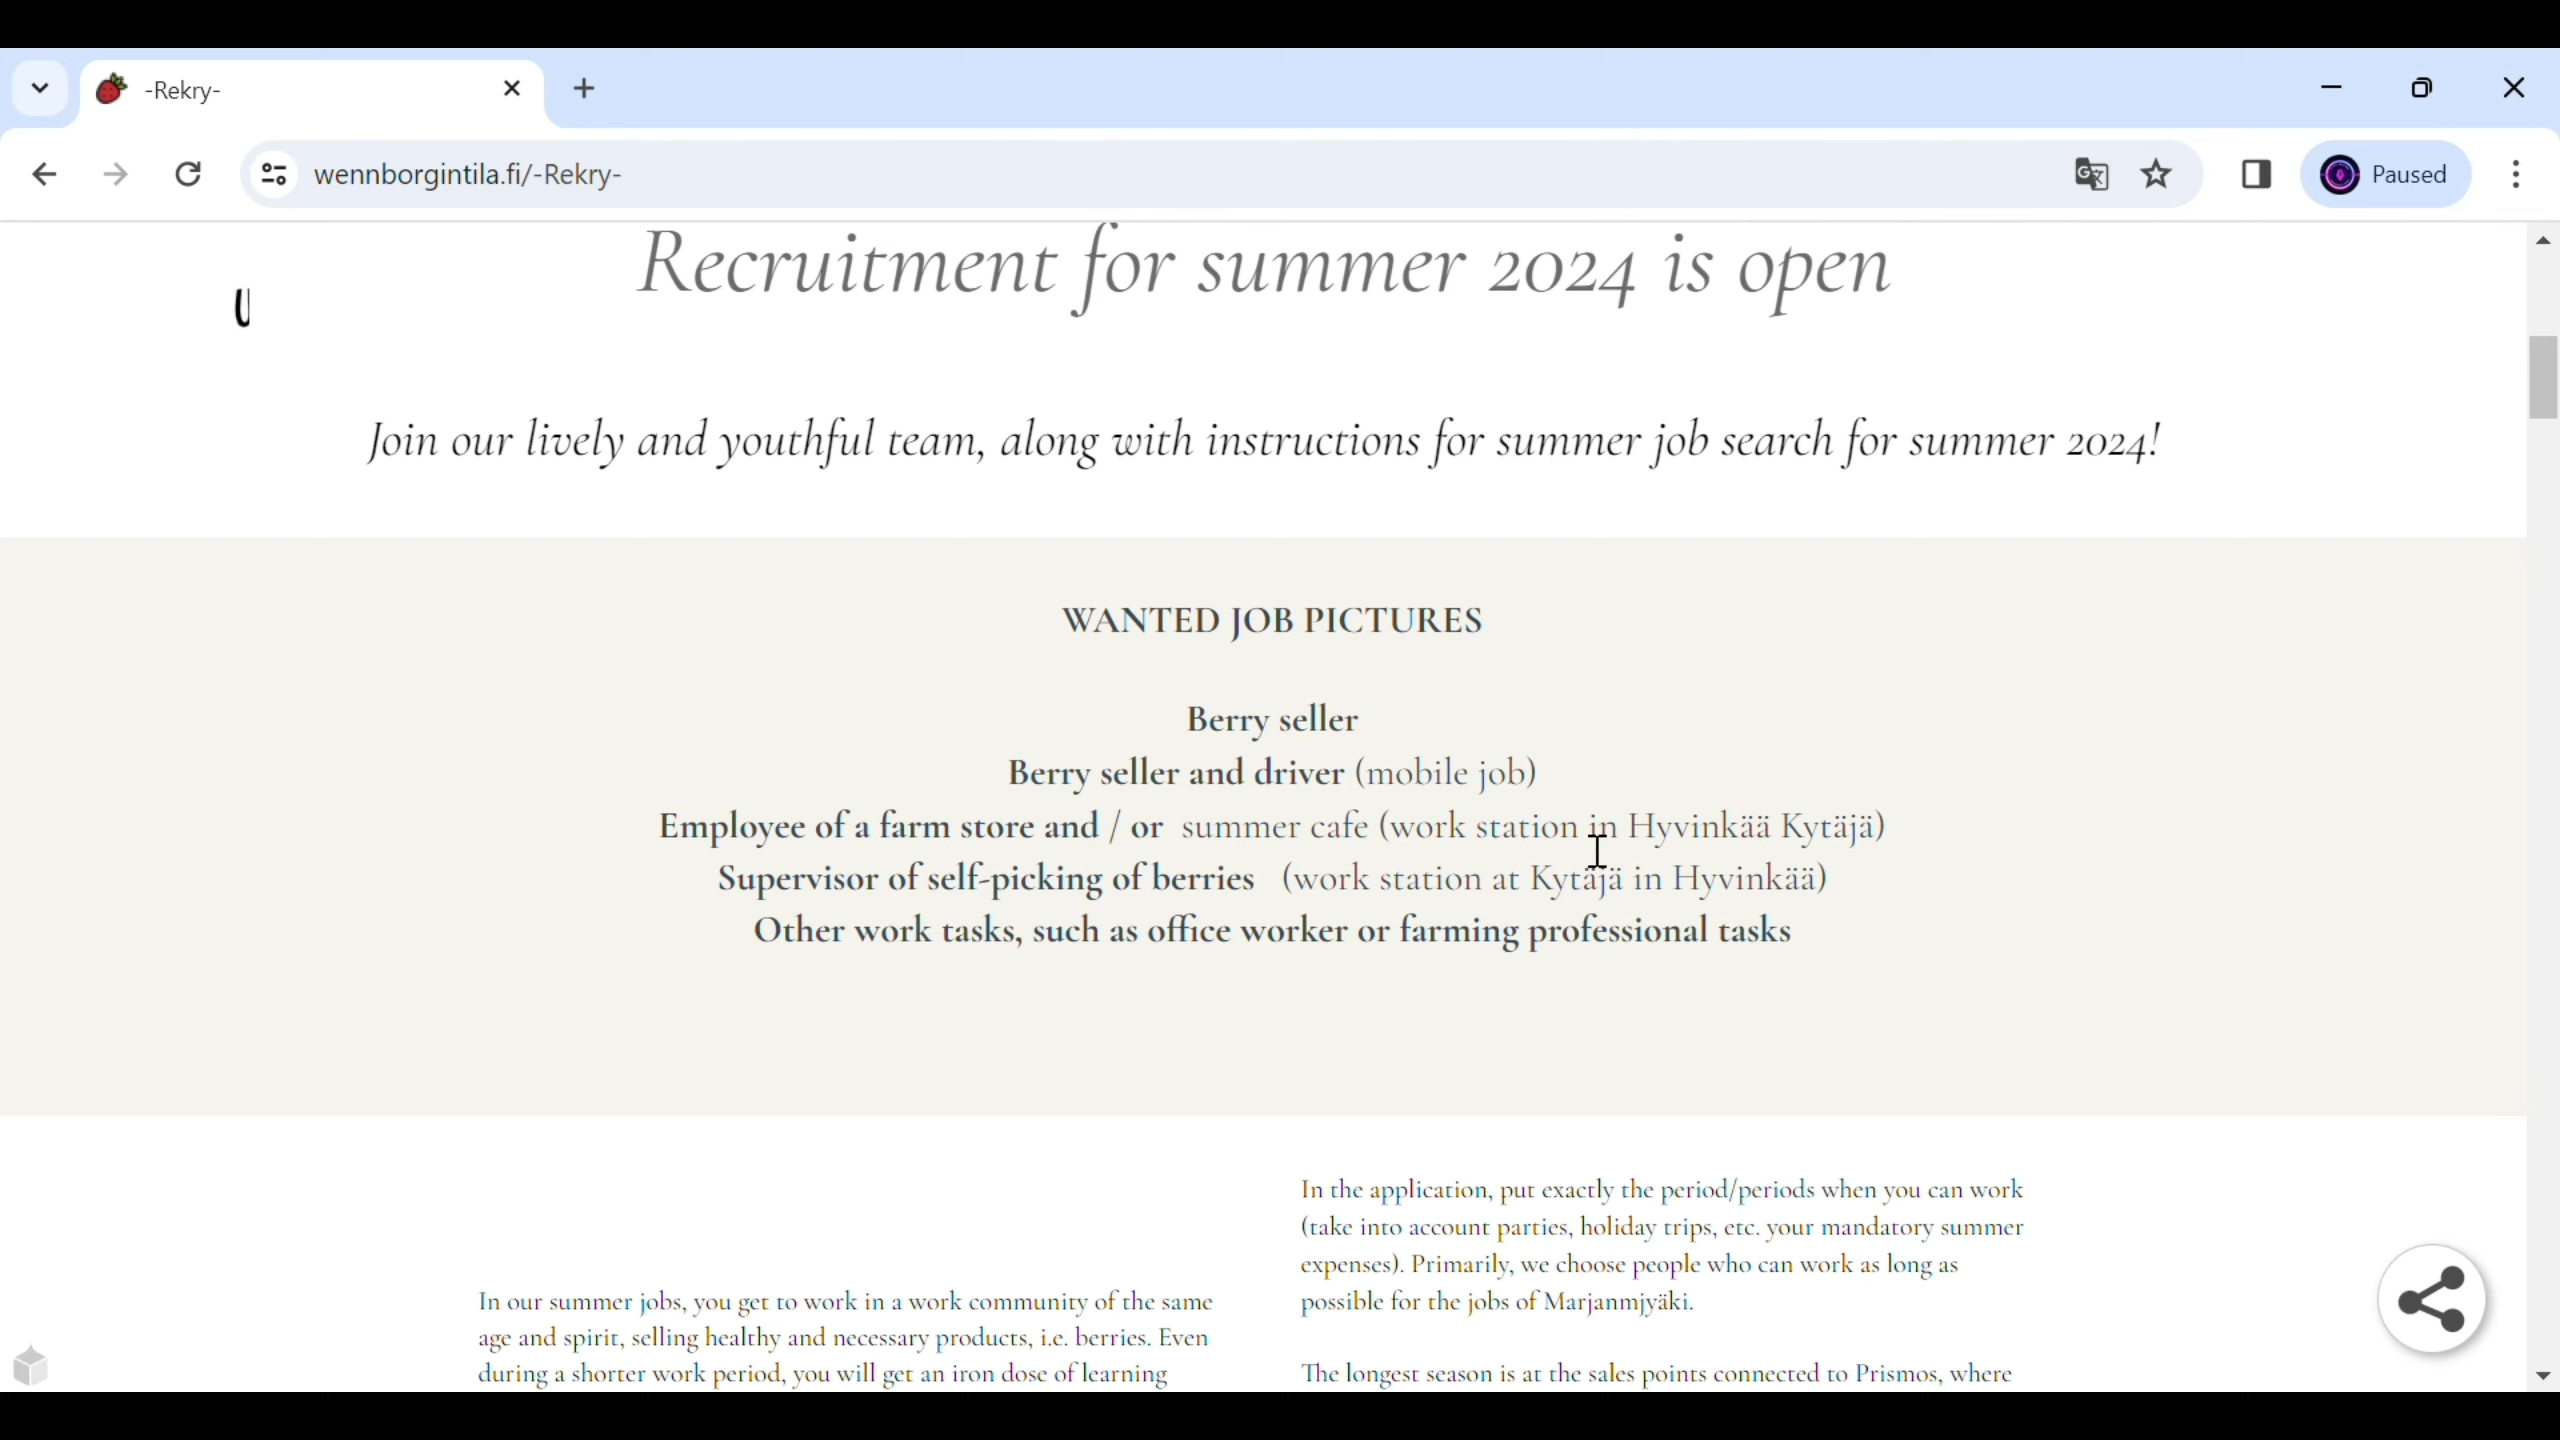 -Rekry-
wennborgintila.fi/-Rekry-
Paused
Recruitment for summer 2024 is open
Join our lively and youthful team, along with instructions for summer job search for summer 2024!
WANTED JOB PICTURES
Berry seller
Berry seller and driver (mobile job)
Employee of a farm store and / or summer cafe (work station in Hyvinkää Kytäjä)
Supervisor of self-picking of berries (work station at Kytäjä in Hyvinkää)
Other work tasks, such as office worker or farming professional tasks
In our summer jobs, you get to work in a work community of the same
age and spirit, selling healthy and necessary products, i.e. berries. Even
during a shorter work period, you will get an iron dose of learning
In the application, put exactly the period/periods when you can work
(take into account parties, holiday trips, etc. your mandatory summer
expenses). Primarily, we choose people who can work as long as
possible for the jobs of Marjanmjyäki.
The longest season is at the sales points connected to Prismos, where